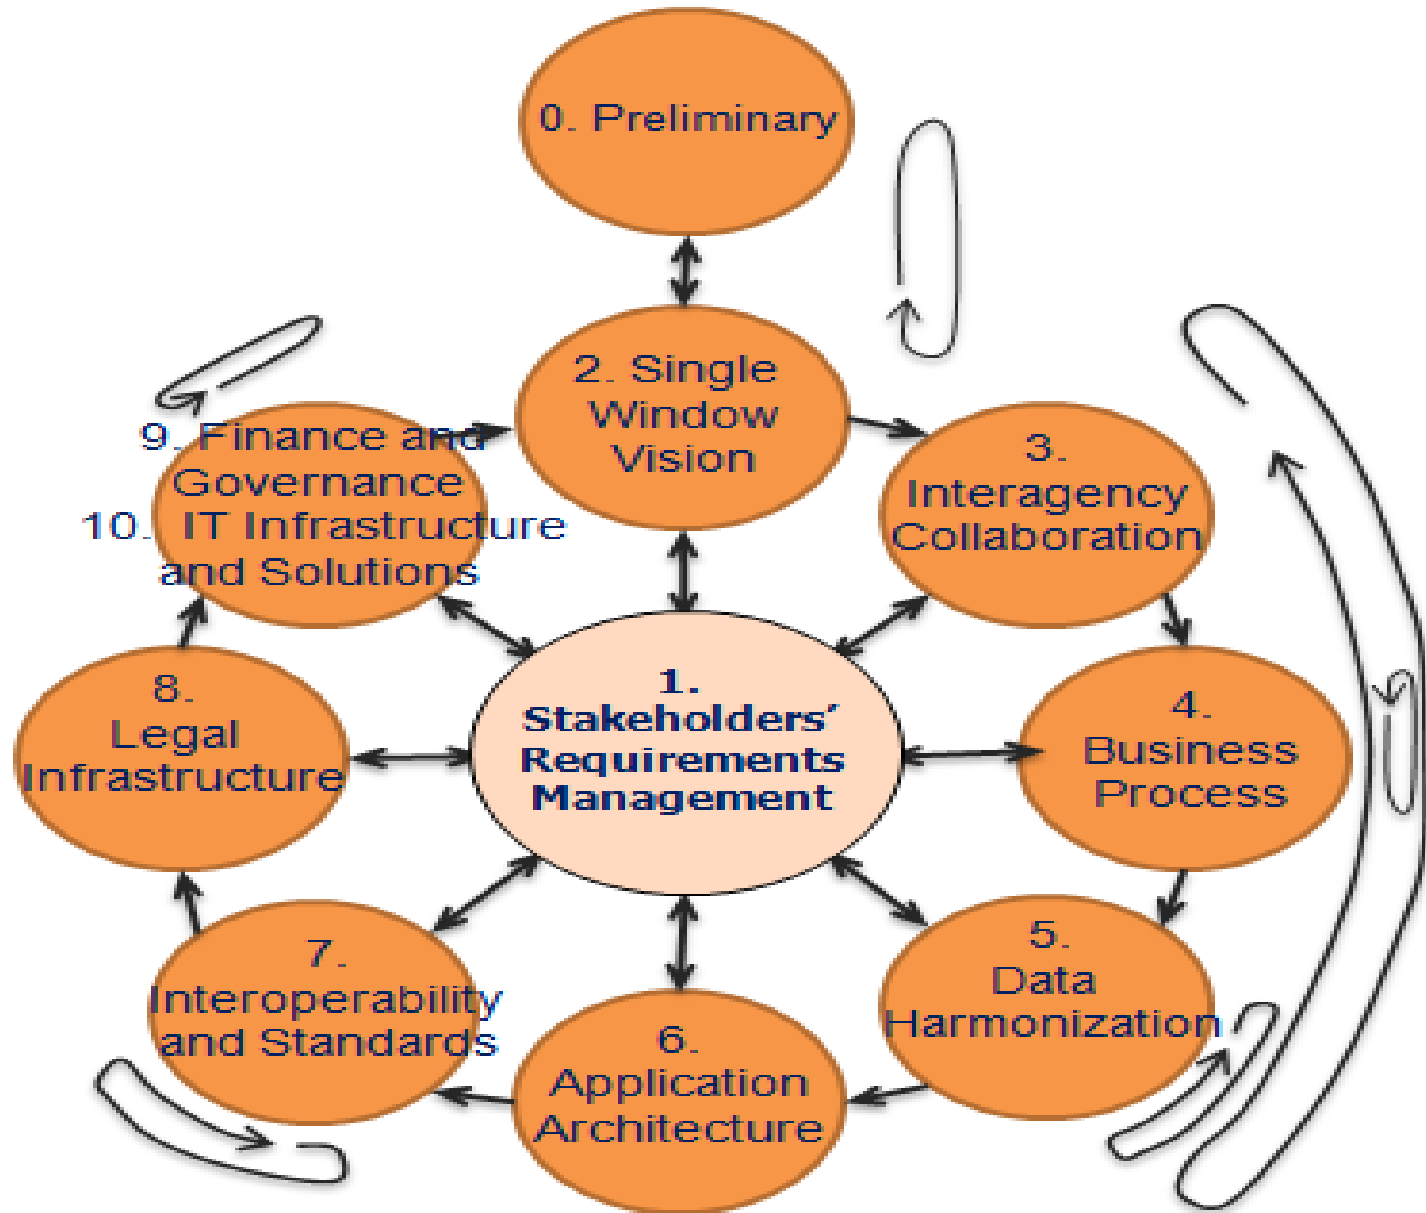 0. Preliminary
2. Single
Window
Vision
9. Finance and
Governance
10. IT Infrastructure
and Solutions
3.
Interagency
Collaboration
8.
Legal
Infrastructure
1.
Stakeholders’
Requirements
Management
4.
Business
Process
7.
Interoperability
and Standards
6.
Application
Architecture
5.
Data
Harmonization